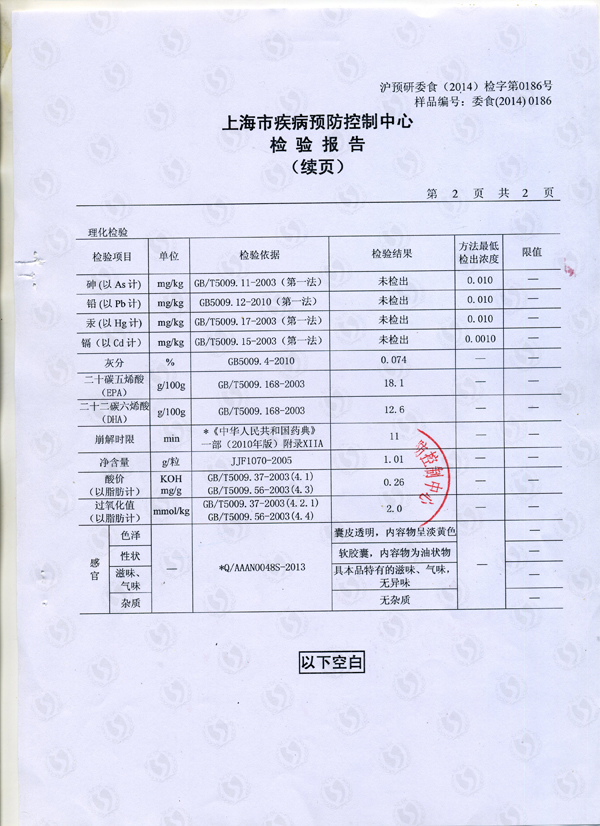 沪预研委食（2014）检字第0186号
样品编号：委食(2014) 0186
上海市疾病预防控制中心
检 验 报 告
（续页）
第 2 页 共 2 页
理化检验
检验项目 单位 检验依据 检验结果 方法最低检出浓度 限值
砷(以 As 计) mg/kg GB/T5009.11-2003（第一法） 未检出 0.010 —
铅(以 Pb 计) mg/kg GB5009.12-2010（第一法） 未检出 0.010 —
汞(以 Hg 计) mg/kg GB/T5009.17-2003（第一法） 未检出 0.010 —
镉（以 Cd 计） mg/kg GB/T5009.15-2003（第一法） 未检出 0.0010 —
灰分 % GB5009.4-2010 0.074 — —
二十碳五烯酸（EPA） g/100g GB/T5009.168-2003 18.1 — —
二十二碳六烯酸（DHA） g/100g GB/T5009.168-2003 12.6 — —
崩解时限 min *《中华人民共和国药典》一部（2010年版）附录XIIA 11 — —
净含量 g/粒 JJF1070-2005 1.01 — —
酸价（以脂肪计） KOH mg/g GB/T5009.37-2003(4.1) GB/T5009.56-2003(4.3) 0.26 — —
过氧化值（以脂肪计） mmol/kg GB/T5009.37-2003(4.2.1) GB/T5009.56-2003(4.4) 2.0 — —
感官 色泽 — *Q/AAAN0048S-2013 囊皮透明，内容物呈淡黄色 — —
性状 软胶囊，内容物为油状物 —
滋味、气味 具本品特有的滋味、气味，无异味 —
杂质 无杂质 —
防控制中心
以下空白